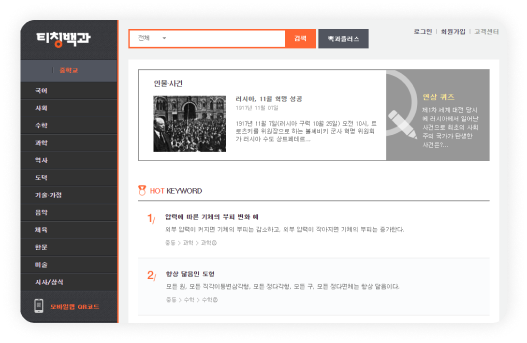 티칭백과
중학교
국어
사회
수학
과학
역사
도덕
기술·가정
음악
체육
한문
미술
시사/상식
모바일웹 QR코드
전체
검색
백과플러스
로그인 | 회원가입 | 고객센터
인물·사건
러시아, 11월 혁명 성공
1917년 11월 07일
1917년 11월 7일(러시아 구력 10월 25일) 오전 10시, 트
로츠키를 위원장으로 하는 볼셰비키 군사 혁명 위원회
가 러시아 수도 상트페테르...
연상 퀴즈
제1차 세계 대전 당시
에 러시아에서 일어난
사건으로 최초의 사회
주의 국가가 탄생한
사건은?...
HOT KEYWORD
1/ 압력에 따른 기체의 부피 변화 예
외부 압력이 커지면 기체의 부피는 감소하고, 외부 압력이 작아지면 기체의 부피는 증가한다.
중등 > 과학 > 과학②
2/ 항상 닮음인 도형
모든 원, 모든 직각이등변삼각형, 모든 정다각형, 모든 구, 모든 정다면체는 항상 닮음이다.
중등 > 수학 > 수학②